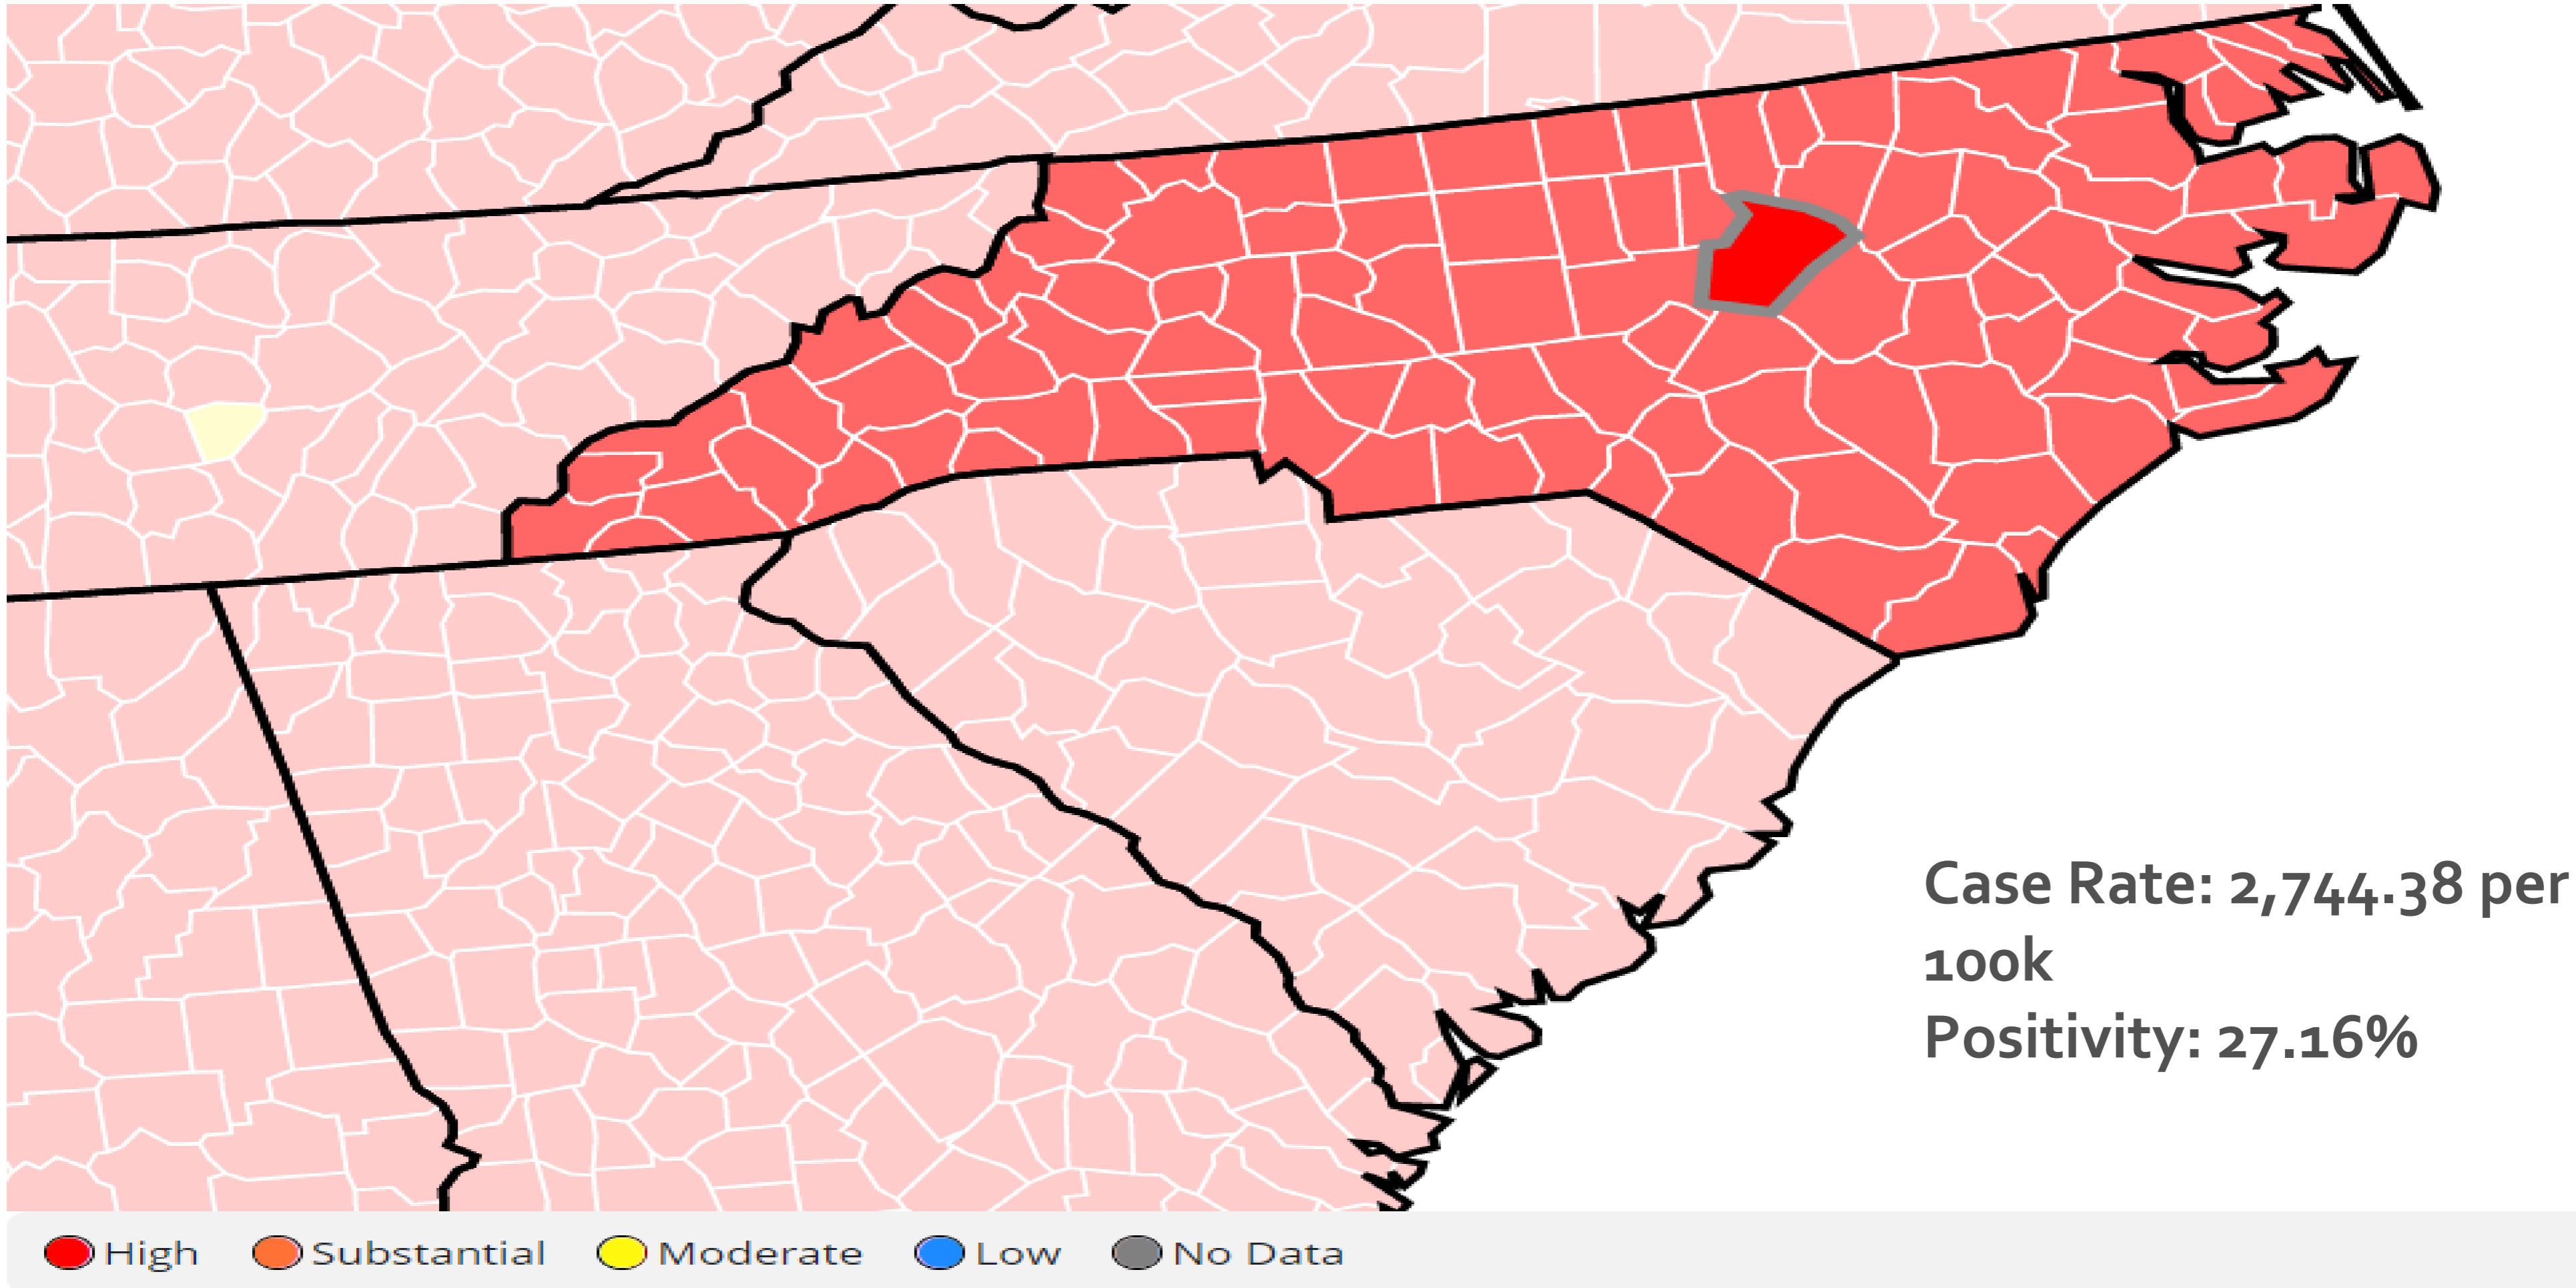 Case Rate: 2,744.38 per
100k
Positivity: 27.16%
High Substantial Moderate Low No Data